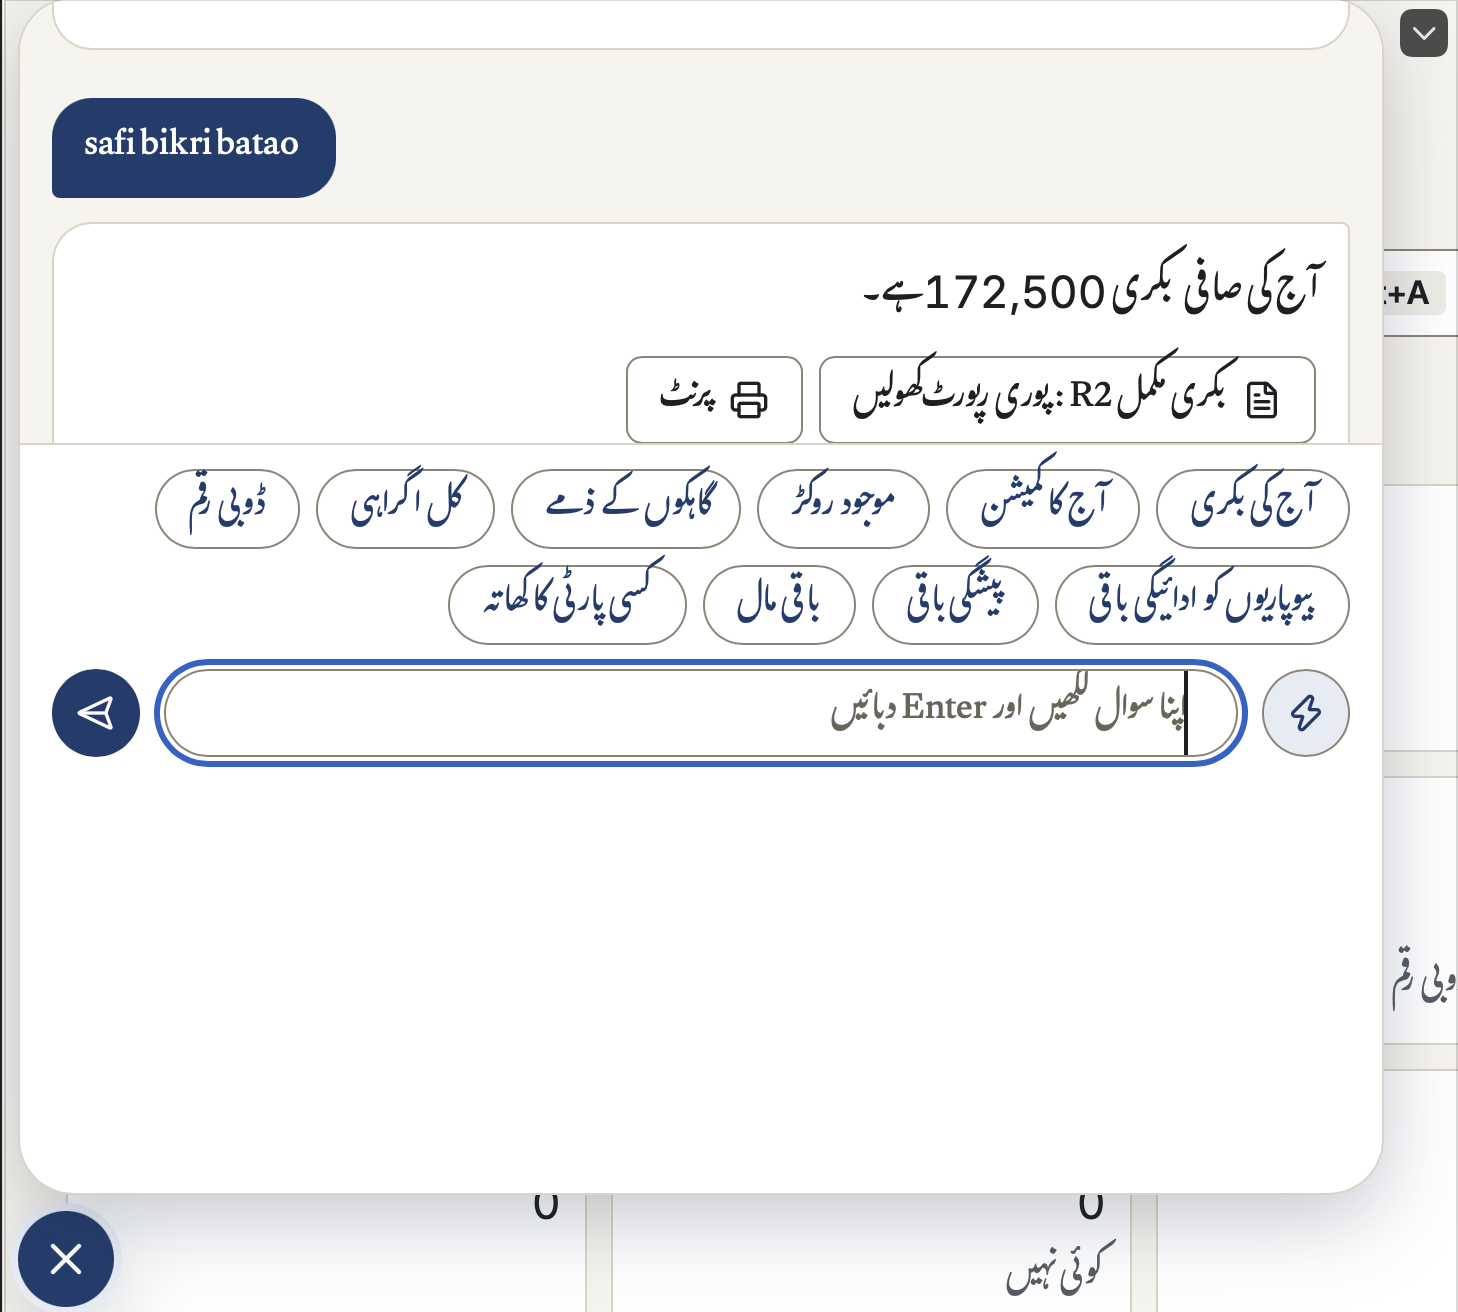 safi bikri batao
آج کی صافی بکری 172,500 ہے۔
بکری مکمل R2: پوری رپورٹ کھولیں
پرنٹ
آج کی بکری
آج کا کمیشن
موجود روکڑ
گاہکوں کے ذمے
کل اگراہی
ڈوبی رقم
بیوپاریوں کو ادائیگی باقی
پیشگی باقی
باقی مال
کسی پارٹی کا کھاتہ
اپنا سوال لکھیں اور Enter دبائیں
+A
وبی رقم
0
0
کوئی نہیں